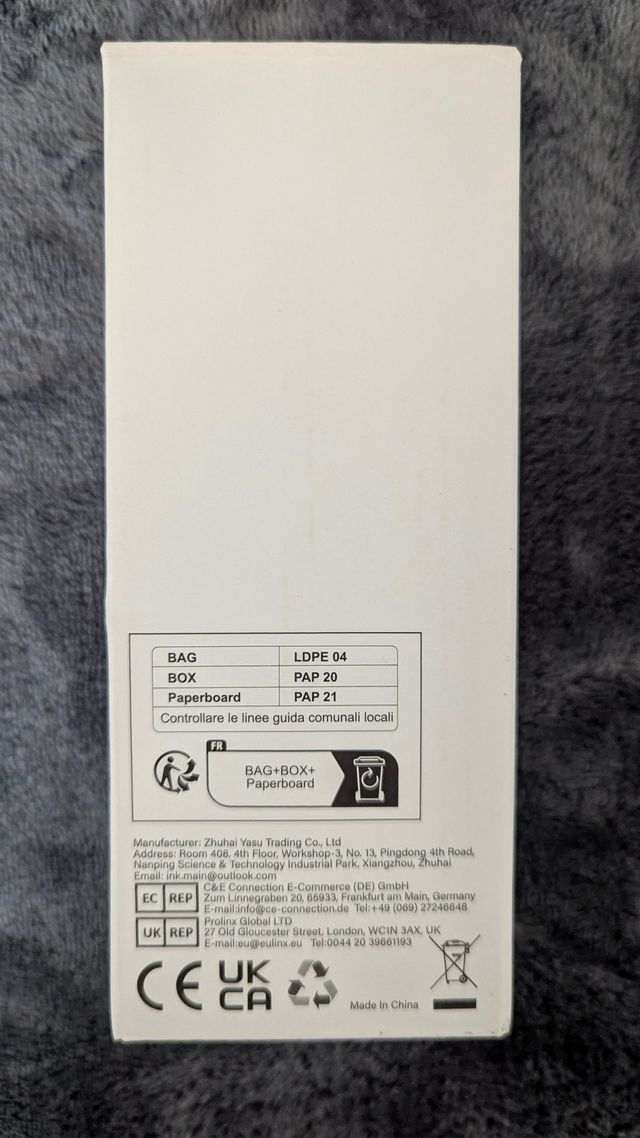 BAG LDPE 04
BOX PAP 20
Paperboard PAP 21
Controllare le linee guida comunali locali
FR
BAG+BOX+
Paperboard
Manufacturer: Zhuhai Yasu Trading Co., Ltd
Address: Room 408, 4th Floor, Workshop-3, No. 13, Pingdong 4th Road,
Nanping Science & Technology Industrial Park, Xiangzhou, Zhuhai
Email: ink.main@outlook.com
EC REP
C&E Connection E-Commerce (DE) GmbH
Zum Linnegraben 20, 65933, Frankfurt am Main, Germany
E-mail:info@ce-connection.de Tel:+49 (069) 27246648
UK REP
Prolinx Global LTD
27 Old Gloucester Street, London, WC1N 3AX, UK
E-mail:eu@eulinx.eu Tel:0044 20 39661193
CE UK
CA
Made In China